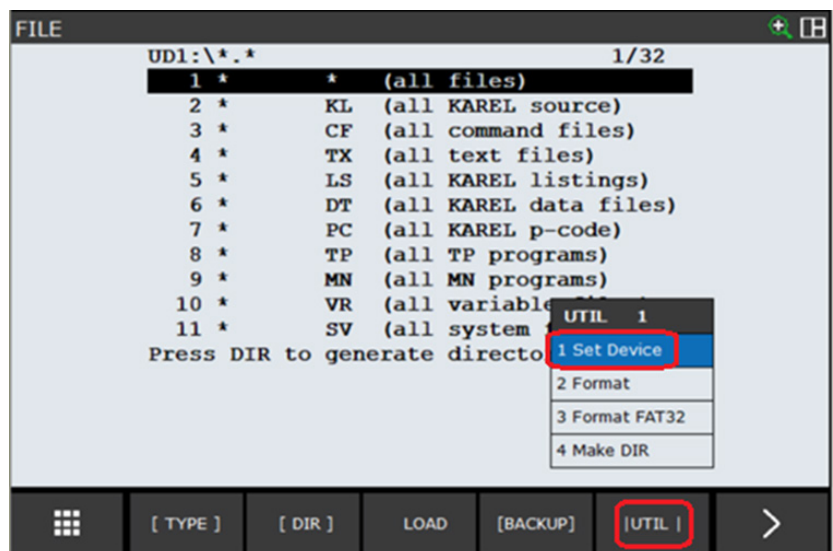 FILE
UD1:\*.* 1/32
1 * * (all files)
2 * KL (all KAREL source)
3 * CF (all command files)
4 * TX (all text files)
5 * LS (all KAREL listings)
6 * DT (all KAREL data files)
7 * PC (all KAREL p-code)
8 * TP (all TP programs)
9 * MN (all MN programs)
10 * VR (all variable
11 * SV (all system
Press DIR to generate directo
UTIL 1
1 Set Device
2 Format
3 Format FAT32
4 Make DIR
[ TYPE ] [ DIR ] LOAD [BACKUP] |UTIL | >